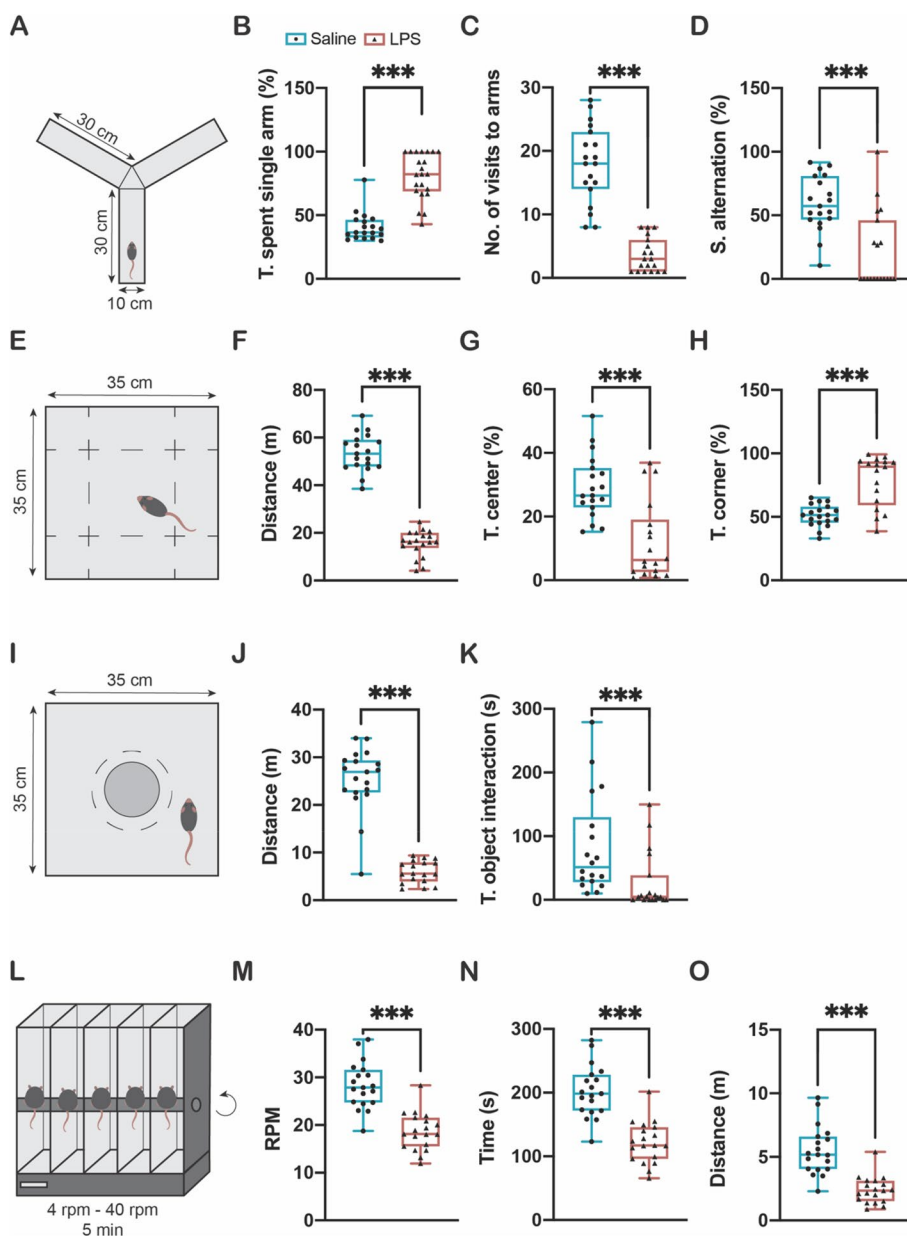 A
B
C
D
Saline
LPS
30 cm
30 cm
10 cm
T. spent single arm (%)
150
100
50
0
***
No. of visits to arms
30
20
10
0
***
S. alternation (%)
150
100
50
0
***
E
F
G
H
35 cm
35 cm
Distance (m)
80
60
40
20
0
***
T. center (%)
60
40
20
0
***
T. corner (%)
150
100
50
0
***
I
J
K
35 cm
35 cm
Distance (m)
40
30
20
10
0
***
T. object interaction (s)
300
200
100
0
***
L
M
N
O
4 rpm - 40 rpm
5 min
RPM
40
30
20
10
0
***
Time (s)
300
200
100
0
***
Distance (m)
15
10
5
0
***